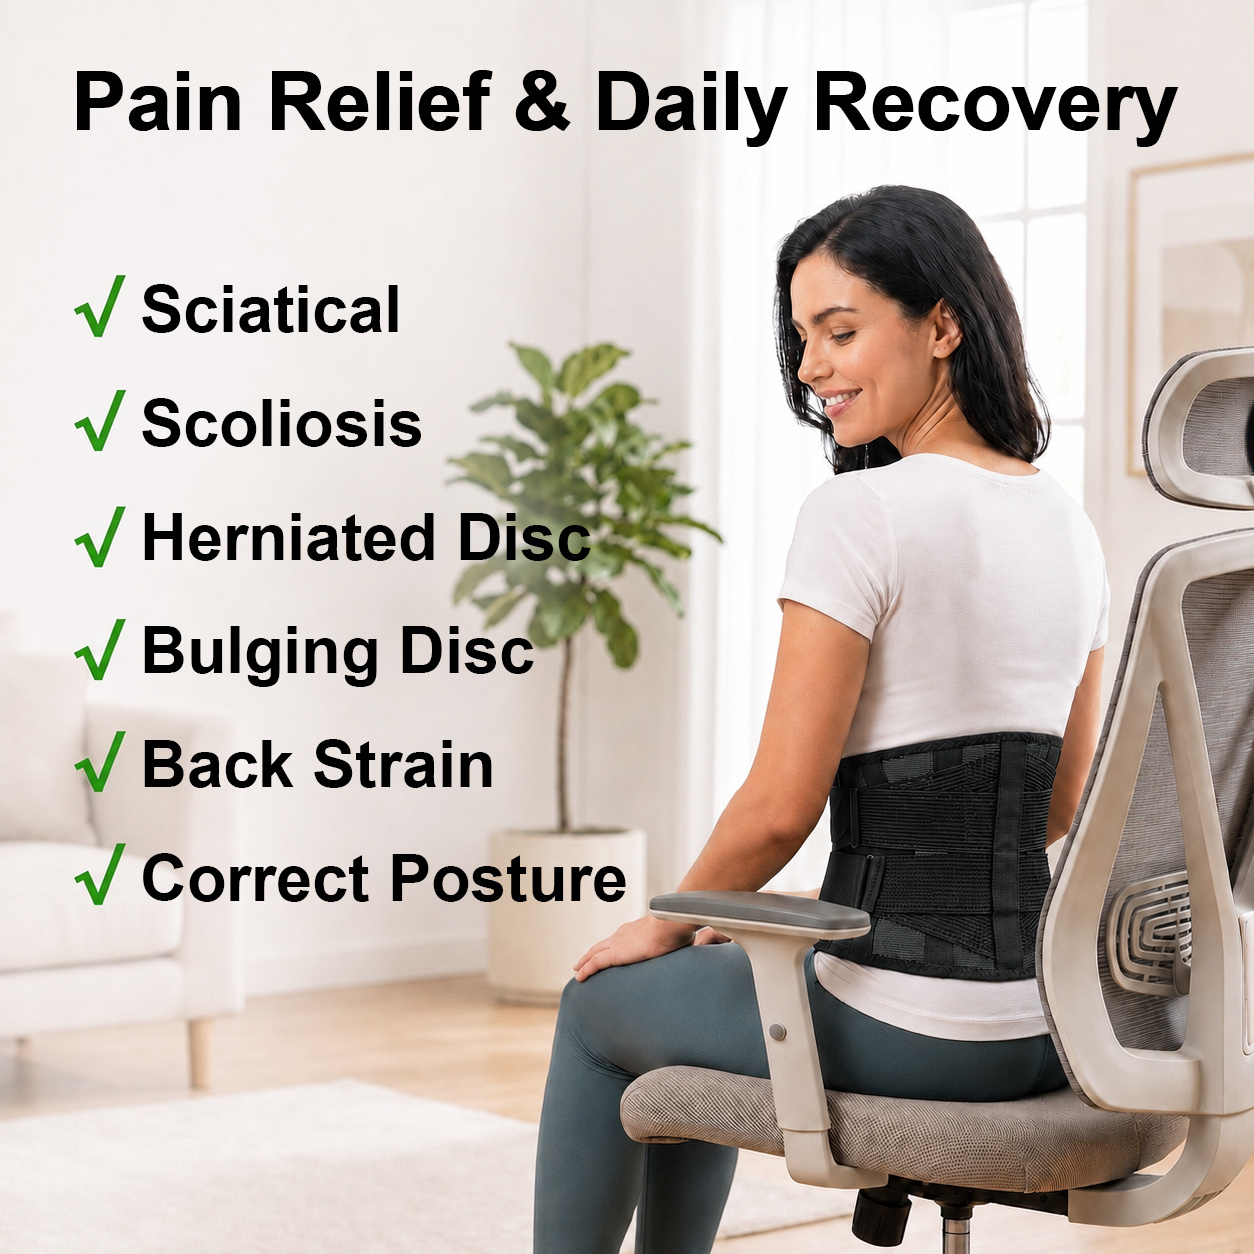 Pain Relief & Daily Recovery
√ Sciatical
√ Scoliosis
√ Herniated Disc
√ Bulging Disc
√ Back Strain
√ Correct Posture